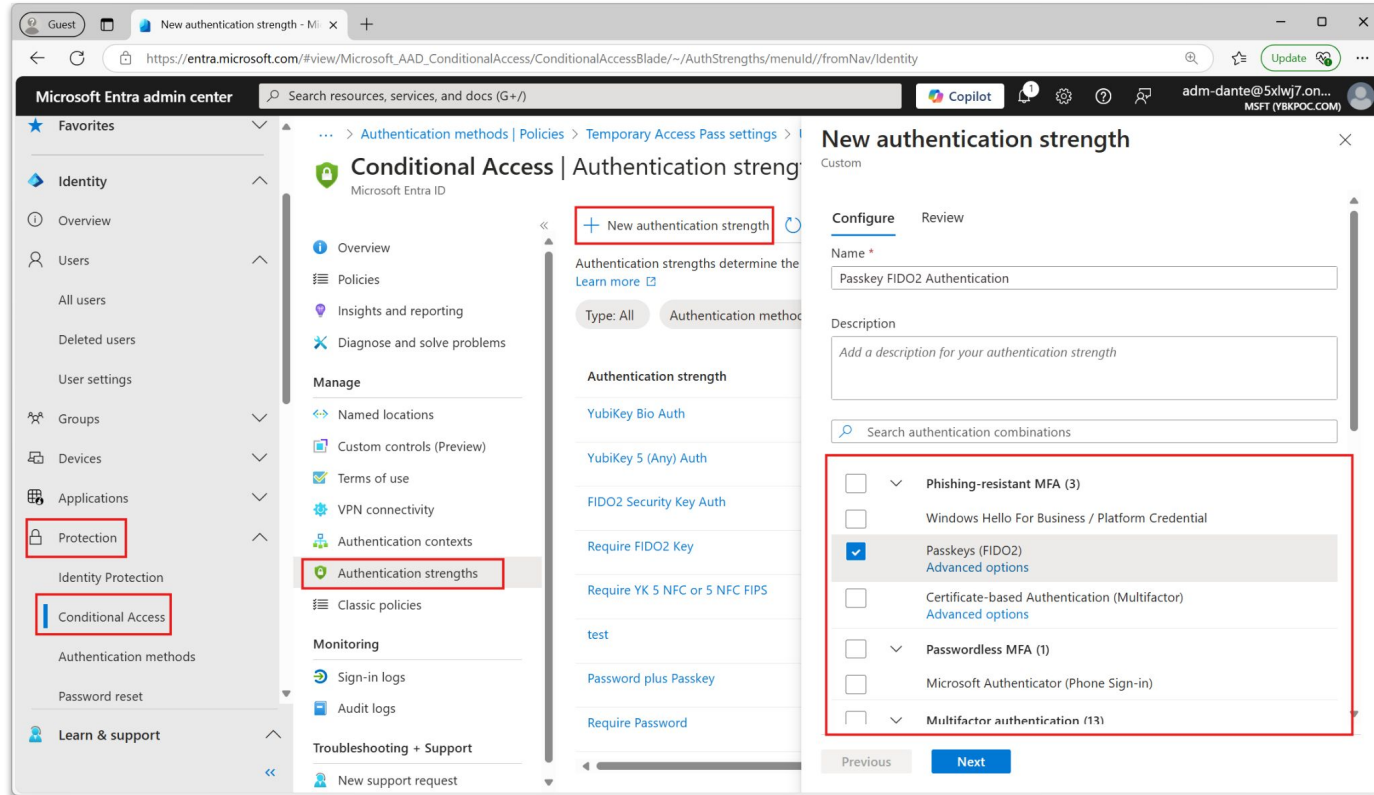 Guest
New authentication strength - Mi
https://entra.microsoft.com/#view/Microsoft_AAD_ConditionalAccess/ConditionalAccessBlade/~/AuthStrengths/menuId//fromNav/Identity
Update
Microsoft Entra admin center
Search resources, services, and docs (G+/)
Copilot
1
adm-dante@5xlwj7.on...
MSFT (YBKPOC.COM)
Favorites
Identity
Overview
Users
All users
Deleted users
User settings
Groups
Devices
Applications
Protection
Identity Protection
Conditional Access
Authentication methods
Password reset
Learn & support
... > Authentication methods | Policies > Temporary Access Pass settings >
Conditional Access | Authentication streng
Microsoft Entra ID
Overview
Policies
Insights and reporting
Diagnose and solve problems
Manage
Named locations
Custom controls (Preview)
Terms of use
VPN connectivity
Authentication contexts
Authentication strengths
Classic policies
Monitoring
Sign-in logs
Audit logs
Troubleshooting + Support
New support request
+ New authentication strength
Authentication strengths determine the
Learn more
Type: All
Authentication method
Authentication strength
YubiKey Bio Auth
YubiKey 5 (Any) Auth
FIDO2 Security Key Auth
Require FIDO2 Key
Require YK 5 NFC or 5 NFC FIPS
test
Password plus Passkey
Require Password
New authentication strength
Custom
Configure
Review
Name *
Passkey FIDO2 Authentication
Description
Add a description for your authentication strength
Search authentication combinations
Phishing-resistant MFA (3)
Windows Hello For Business / Platform Credential
Passkeys (FIDO2)
Advanced options
Certificate-based Authentication (Multifactor)
Advanced options
Passwordless MFA (1)
Microsoft Authenticator (Phone Sign-in)
Multifactor authentication (13)
Previous
Next